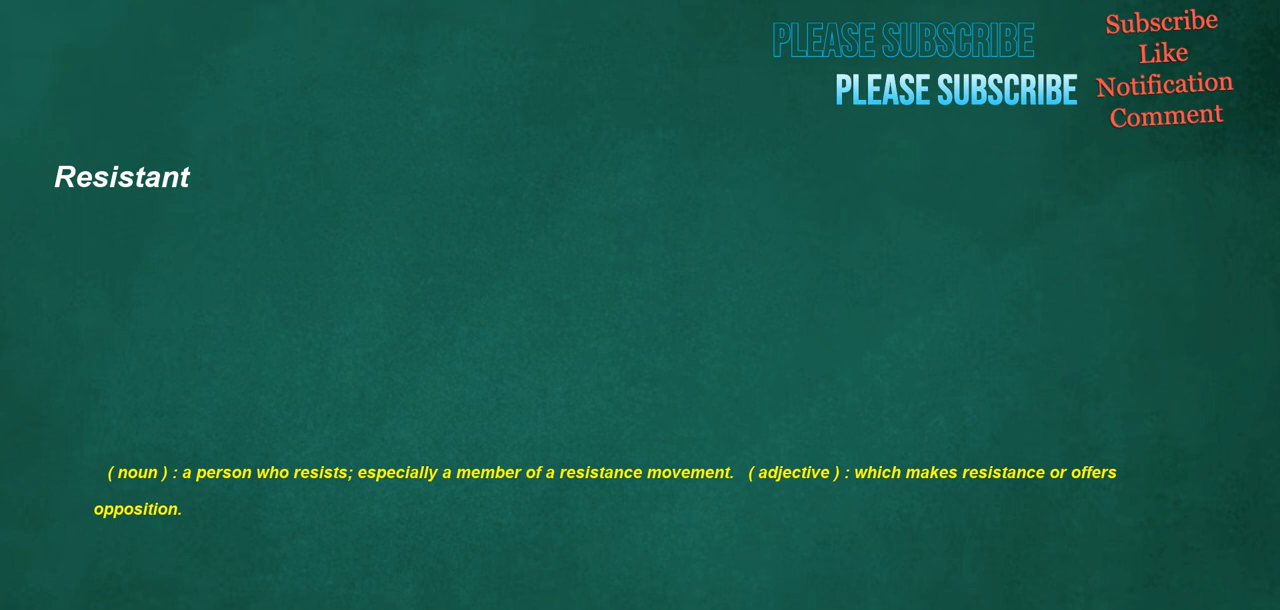 PLEASE SUBSCRIBE
PLEASE SUBSCRIBE
Subscribe
Like
Notification
Comment
Resistant
( noun ) : a person who resists; especially a member of a resistance movement. ( adjective ) : which makes resistance or offers
opposition.